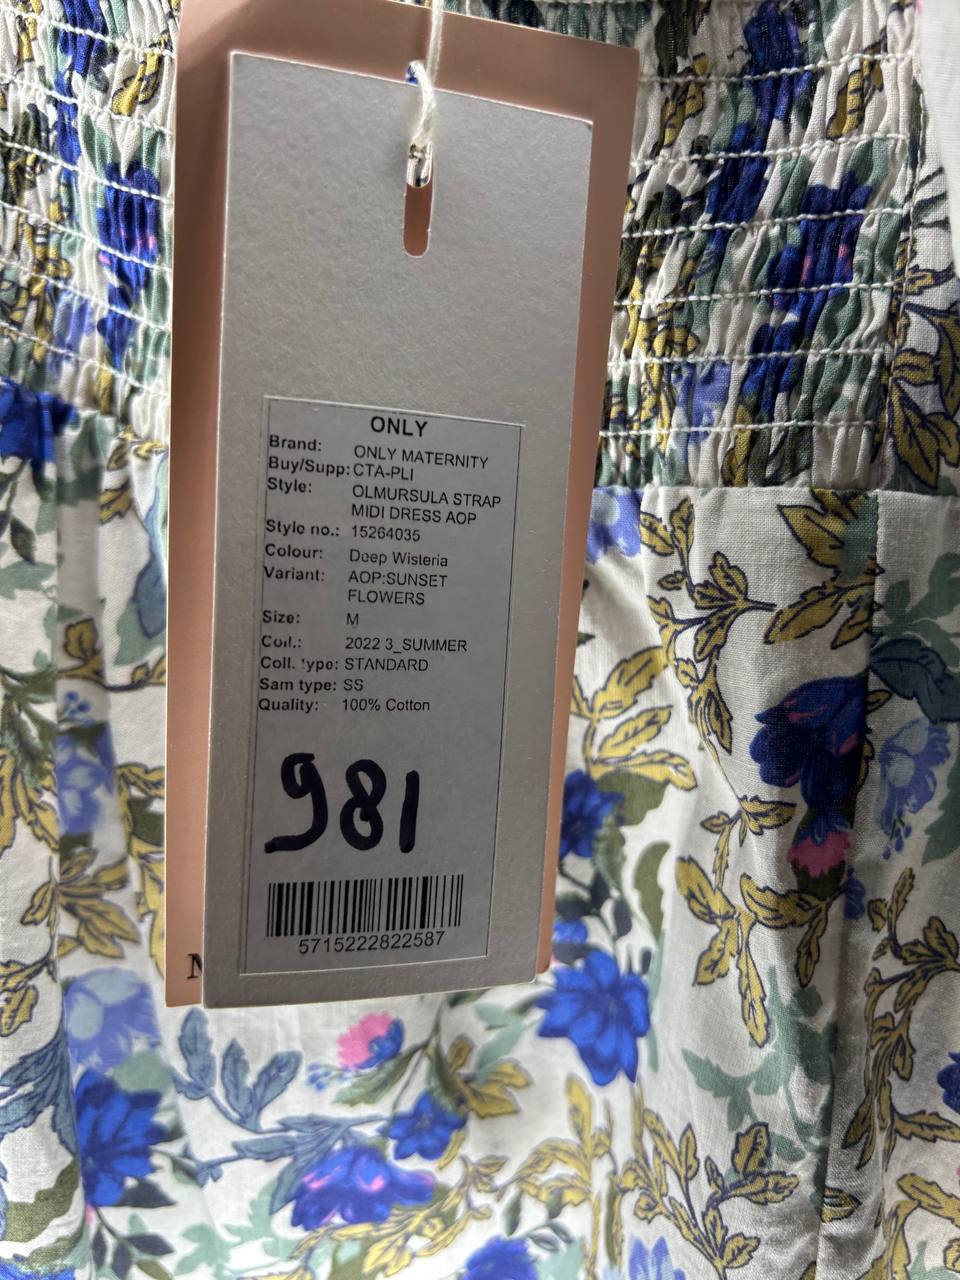 ONLY
Brand: ONLY MATERNITY
Buy/Supp: CTA-PLI
Style: OLMURSULA STRAP
MIDI DRESS AOP
Style no.: 15264035
Colour: Deep Wisteria
Variant: AOP:SUNSET
FLOWERS
Size: M
Coll.: 2022 3_SUMMER
Coll. type: STANDARD
Sam type: SS
Quality: 100% Cotton
981
5715222822587
M